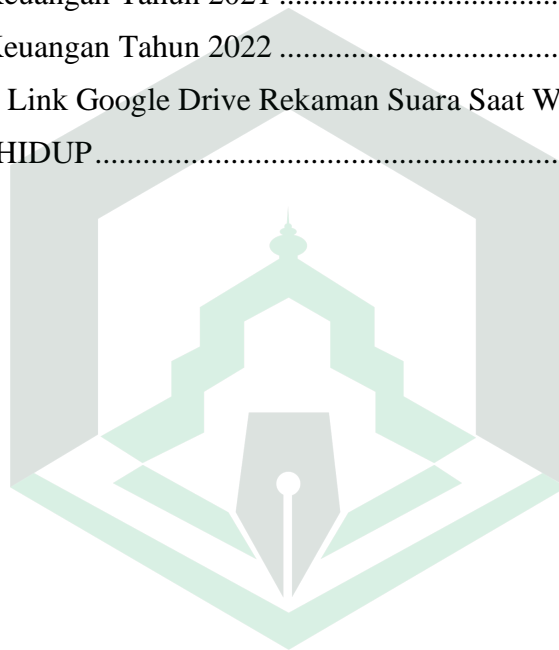 Keuangan Tahun 2021 ..............................
Keuangan Tahun 2022 ..............................
Link Google Drive Rekaman Suara Saat W
HIDUP.................................................